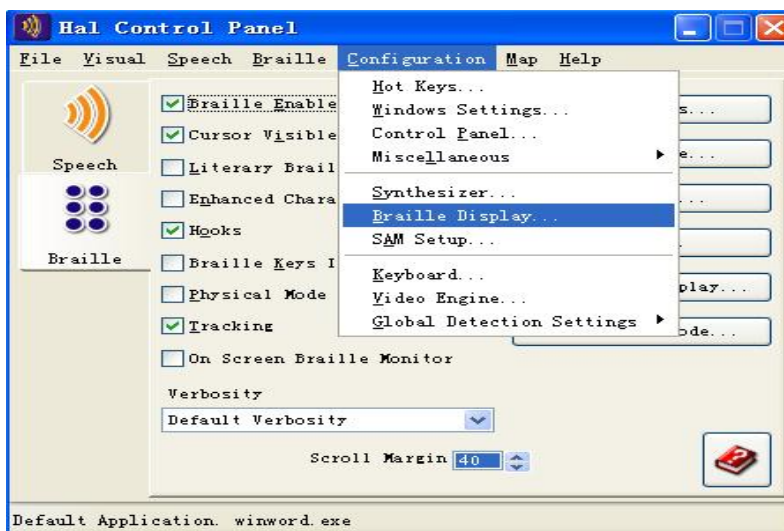 Hal Control Panel
File Visual Speech Braille Configuration Map Help
Hot Keys...
Windows Settings...
Control Panel...
Miscellaneous
Synthesizer...
Braille Display...
SAM Setup...
Keyboard...
Video Engine...
Global Detection Settings
Speech
Braille
Braille Enable
Cursor Visible
Literary Brail
Enhanced Chara
Hooks
Braille Keys I
Physical Mode
Tracking
On Screen Braille Monitor
s...
e...
...
.
play...
ode...
Verbosity
Default Verbosity
Scroll Margin 40
Default Application. winword.exe